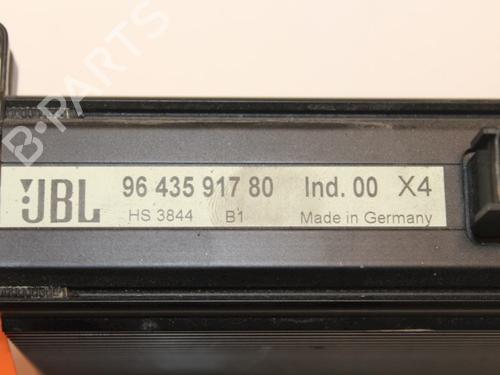 B-PARTS
JBL 96 435 917 80 Ind. 00 X4
HS 3844 B1 Made in Germany